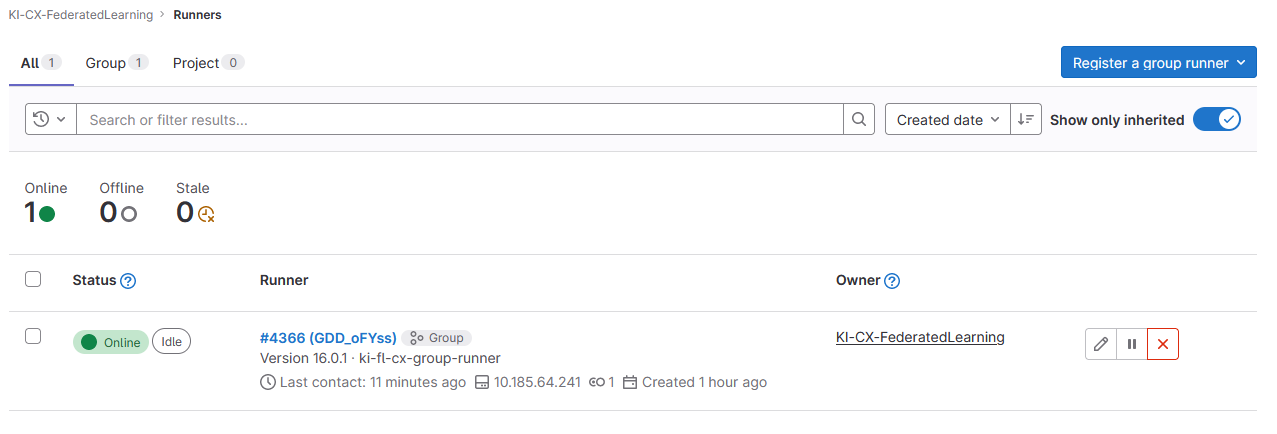 KI-CX-FederatedLearning › Runners
All 1 Group 1 Project 0 Register a group runner
Search or filter results... Created date Show only inherited
Online Offline Stale
1 0 0
Status ? Runner Owner ?
Online Idle #4366 (GDD_oFYss) Group KI-CX-FederatedLearning
Version 16.0.1 · ki-fl-cx-group-runner
Last contact: 11 minutes ago 10.185.64.241 1 Created 1 hour ago